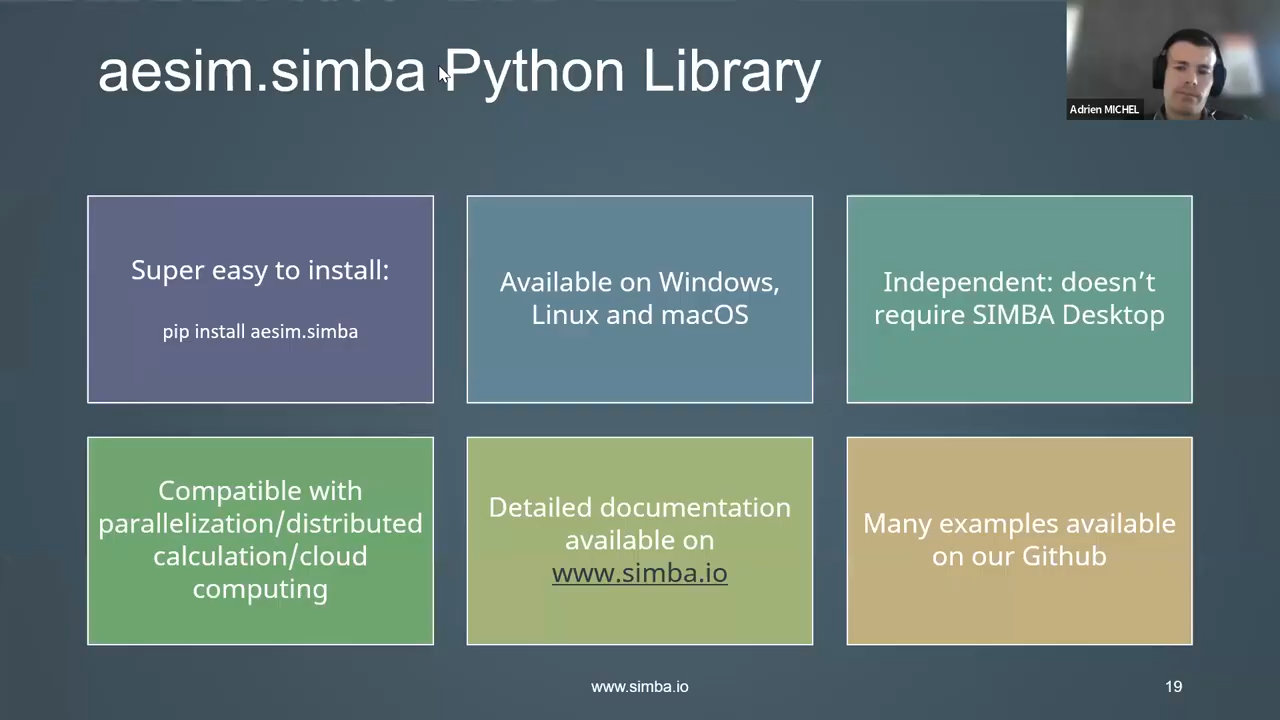 aesim.simba Python Library
Adrien MICHEL
Super easy to install:
pip install aesim.simba
Available on Windows,
Linux and macOS
Independent: doesn’t
require SIMBA Desktop
Compatible with
parallelization/distributed
calculation/cloud
computing
Detailed documentation
available on
www.simba.io
Many examples available
on our Github
www.simba.io
19